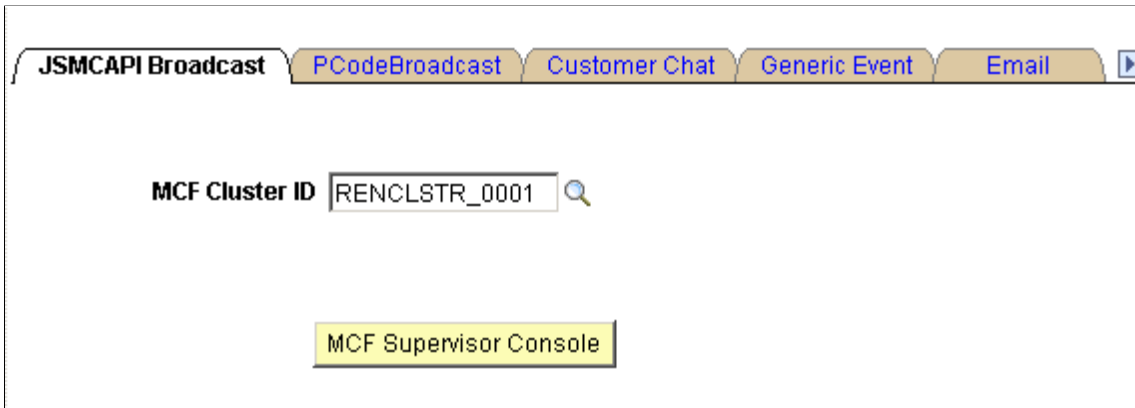 JSMCAPI Broadcast PCodeBroadcast Customer Chat Generic Event Email
MCF Cluster ID RENCLSTR_0001
MCF Supervisor Console